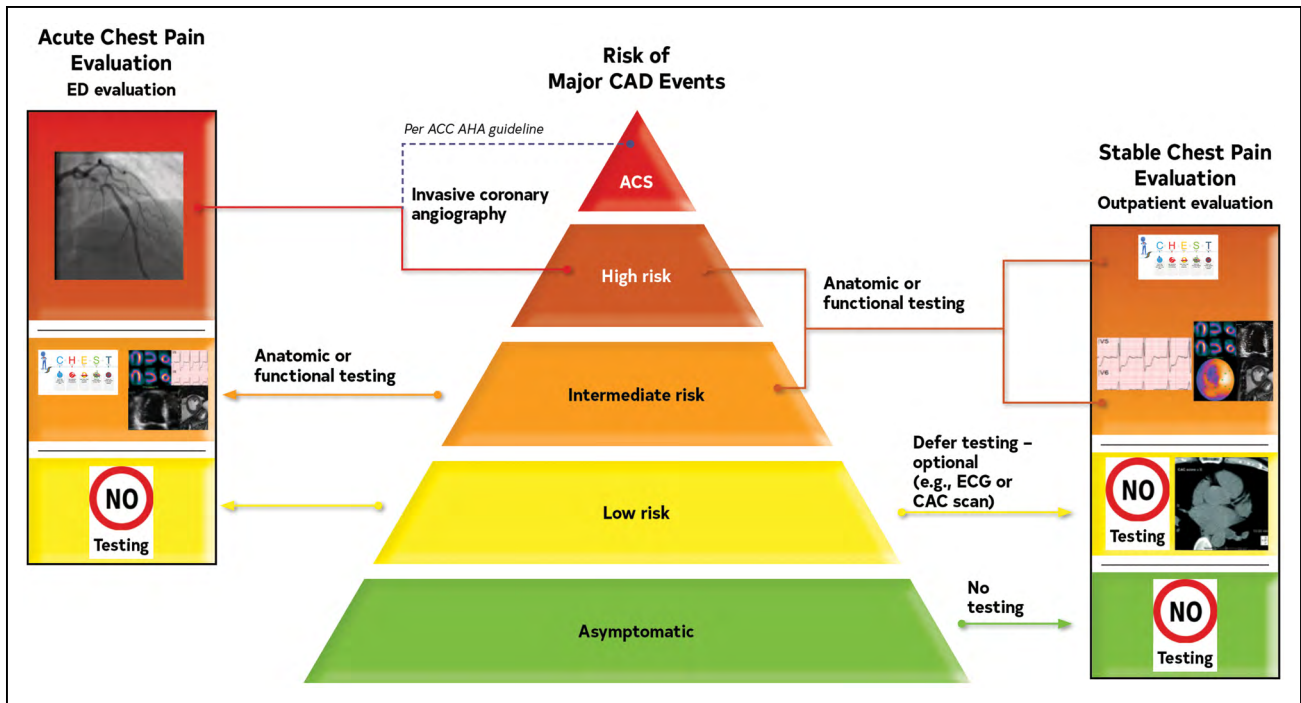 Acute Chest Pain
Evaluation
ED evaluation
Risk of
Major CAD Events
Per ACC AHA guideline
Invasive coronary
angiography
ACS
High risk
Anatomic or
functional testing
Stable Chest Pain
Evaluation
Outpatient evaluation
C H E S T
V5
V6
C H E S T
Anatomic or
functional testing
Intermediate risk
NO
Testing
Low risk
Defer testing –
optional
(e.g., ECG or
CAC scan)
NO
Testing
Asymptomatic
No
testing
NO
Testing